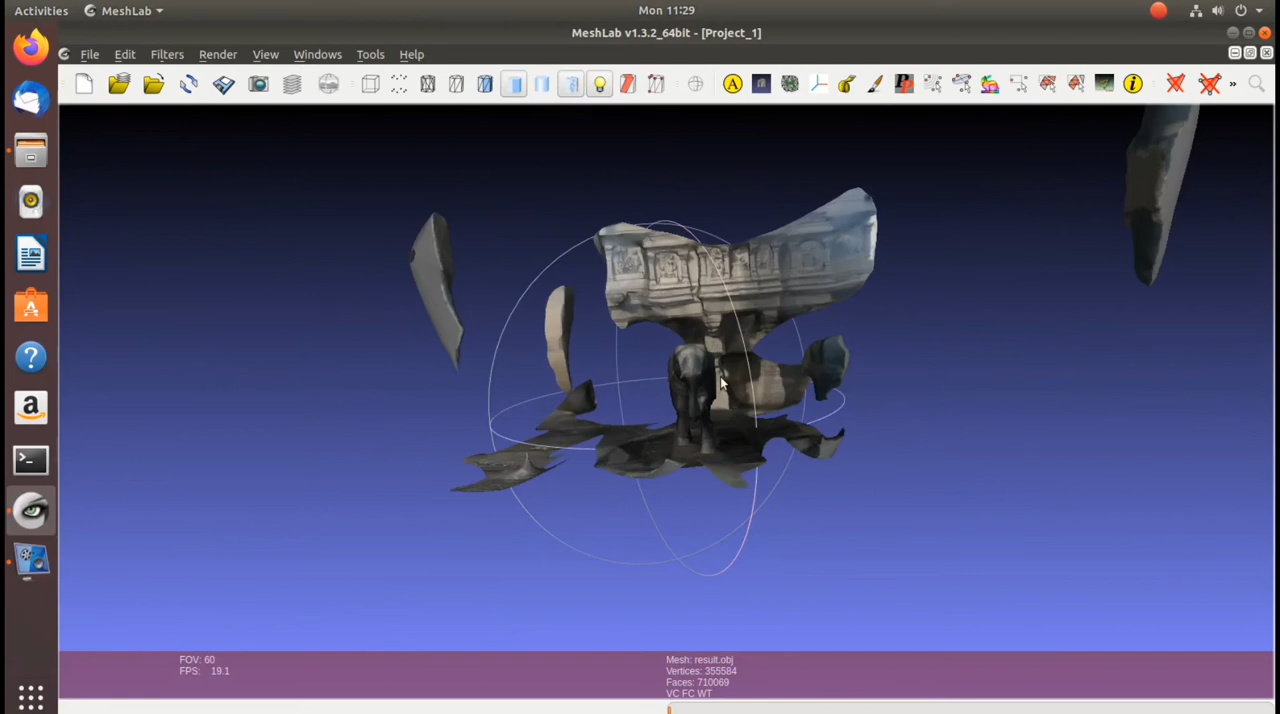 Activities MeshLab Mon 11:29
MeshLab v1.3.2_64bit - [Project_1]
File Edit Filters Render View Windows Tools Help
A i »
?
a
>_
FOV: 60
FPS: 19.1
Mesh: result.obj
Vertices: 355584
Faces: 710069
VC FC WT